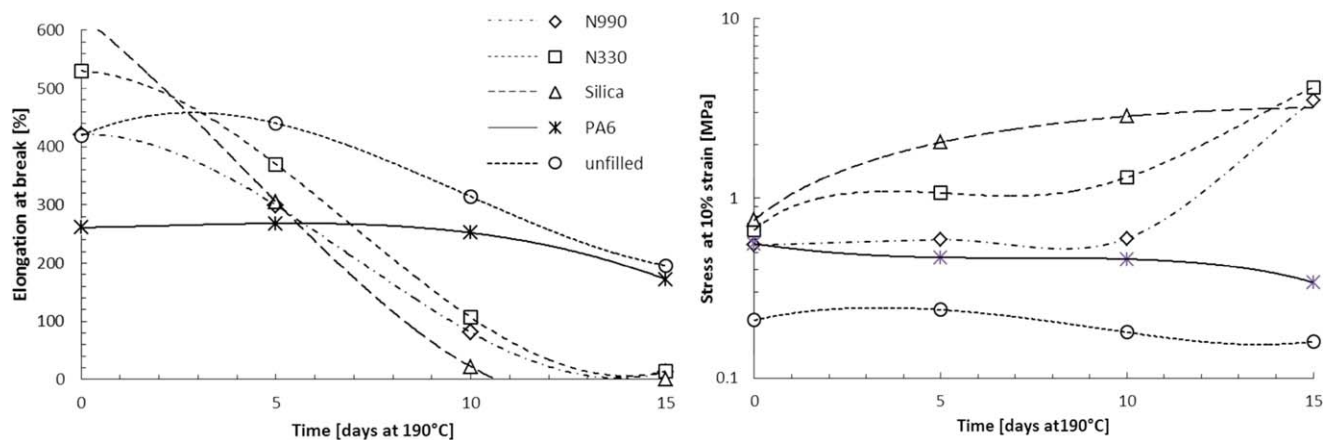 Elongation at break [%]
600
500
400
300
200
100
0
0 5 10 15
Time [days at 190°C]
N990
N330
Silica
PA6
unfilled
Stress at 10% strain [MPa]
10
1
0.1
0 5 10 15
Time [days at190°C]